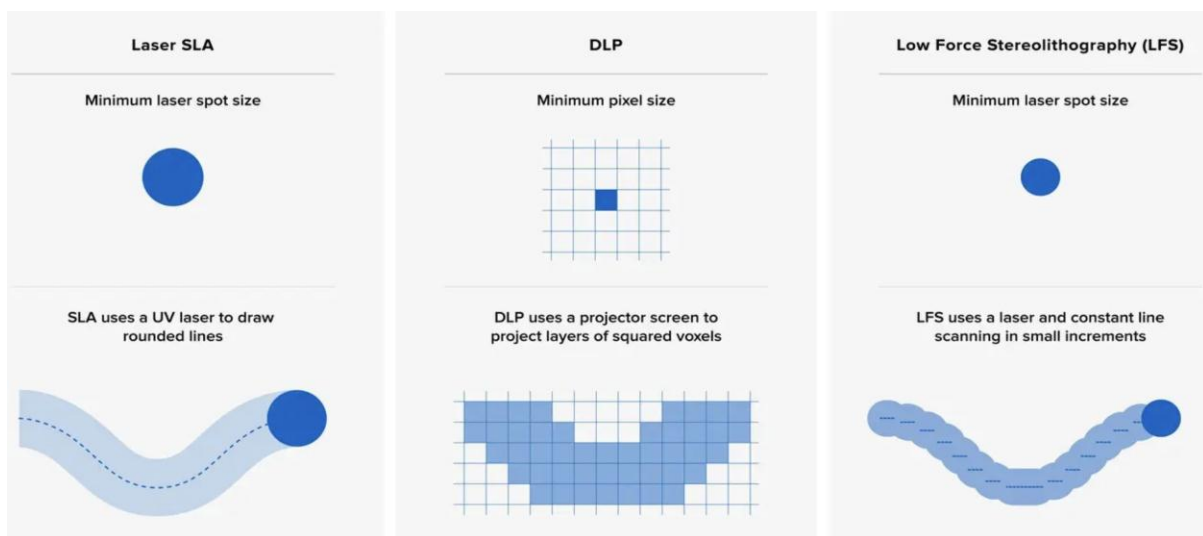 Laser SLA
Minimum laser spot size
SLA uses a UV laser to draw
rounded lines
DLP
Minimum pixel size
DLP uses a projector screen to
project layers of squared voxels
Low Force Stereolithography (LFS)
Minimum laser spot size
LFS uses a laser and constant line
scanning in small increments